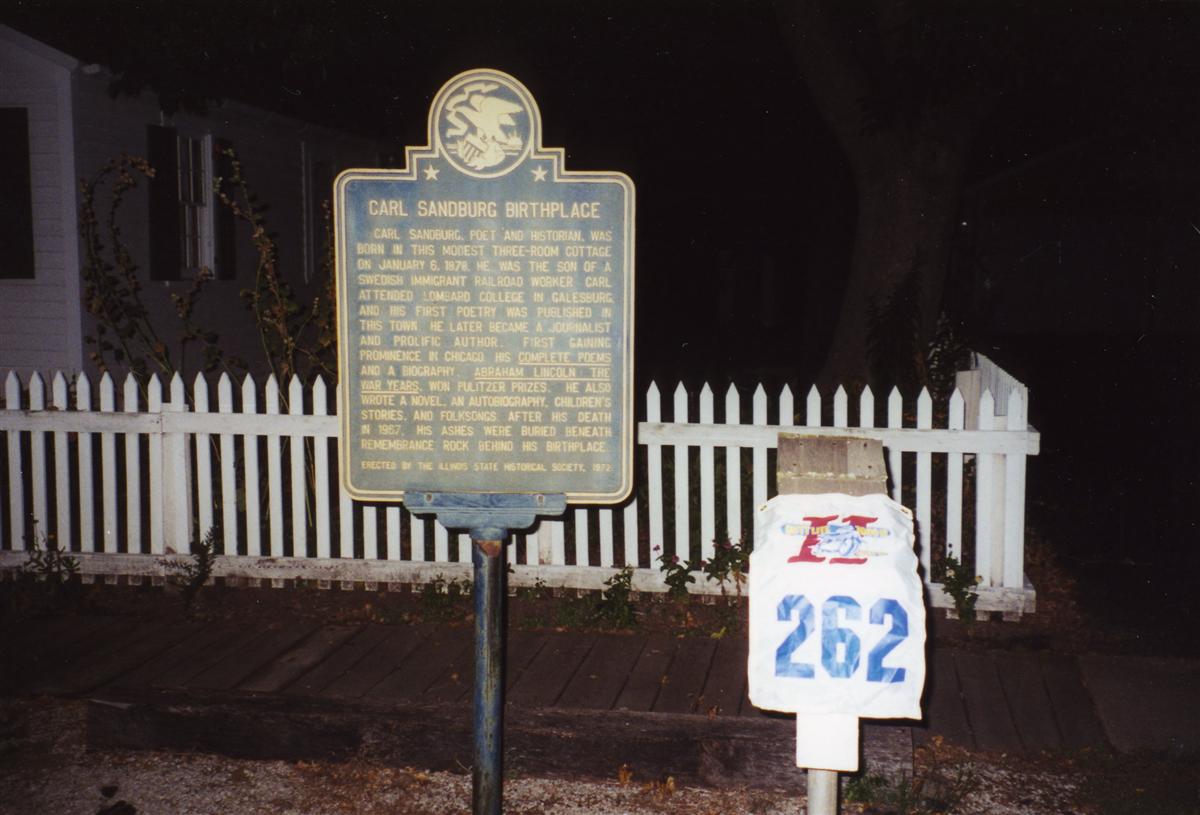 CARL SANDBURG BIRTHPLACE
CARL SANDBURG, POET AND HISTORIAN, WAS
BORN IN THIS MODEST THREE-ROOM COTTAGE
ON JANUARY 6, 1878. HE WAS THE SON OF A
SWEDISH IMMIGRANT RAILROAD WORKER. CARL
ATTENDED LOMBARD COLLEGE IN GALESBURG,
AND HIS FIRST POETRY WAS PUBLISHED IN
THIS TOWN. HE LATER BECAME A JOURNALIST
AND PROLIFIC AUTHOR, FIRST GAINING
PROMINENCE IN CHICAGO. HIS COMPLETE POEMS
AND A BIOGRAPHY, ABRAHAM LINCOLN: THE
WAR YEARS, WON PULITZER PRIZES. HE ALSO
WROTE A NOVEL, AN AUTOBIOGRAPHY, CHILDREN'S
STORIES, AND FOLKSONGS. AFTER HIS DEATH
IN 1967, HIS ASHES WERE BURIED BENEATH
REMEMBRANCE ROCK BEHIND HIS BIRTHPLACE.
ERECTED BY THE ILLINOIS STATE HISTORICAL SOCIETY, 1972
II
262